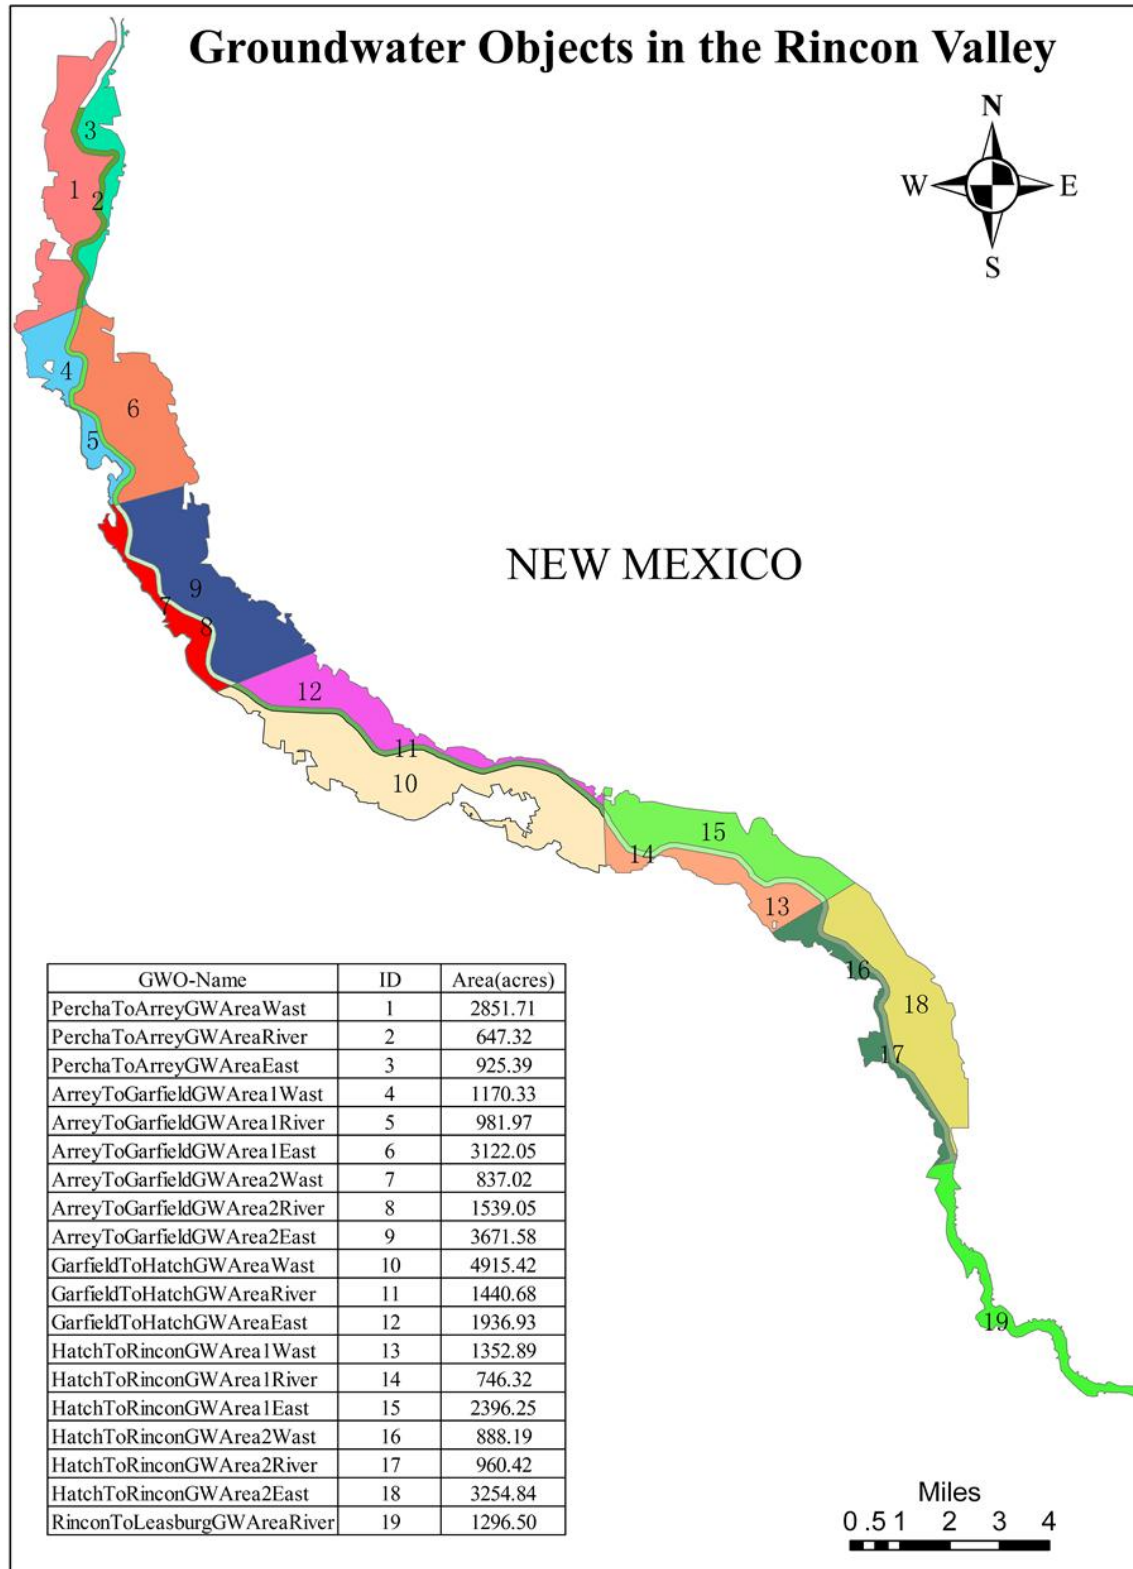 Groundwater Objects in the Rincon Valley
N
W E
S
3
1
2
4
6
5
NEW MEXICO
9
7
8
12
11
10
15
14
13
16
18
17
19
GWO-Name ID Area(acres)
PerchaToArreyGWAreaWast 1 2851.71
PerchaToArreyGWAreaRiver 2 647.32
PerchaToArreyGWAreaEast 3 925.39
ArreyToGarfieldGWArea1Wast 4 1170.33
ArreyToGarfieldGWArea1River 5 981.97
ArreyToGarfieldGWArea1East 6 3122.05
ArreyToGarfieldGWArea2Wast 7 837.02
ArreyToGarfieldGWArea2River 8 1539.05
ArreyToGarfieldGWArea2East 9 3671.58
GarfieldToHatchGWAreaWast 10 4915.42
GarfieldToHatchGWAreaRiver 11 1440.68
GarfieldToHatchGWAreaEast 12 1936.93
HatchToRinconGWArea1Wast 13 1352.89
HatchToRinconGWArea1River 14 746.32
HatchToRinconGWArea1East 15 2396.25
HatchToRinconGWArea2Wast 16 888.19
HatchToRinconGWArea2River 17 960.42
HatchToRinconGWArea2East 18 3254.84
RinconToLeasburgGWAreaRiver 19 1296.50
Miles
0 .5 1 2 3 4